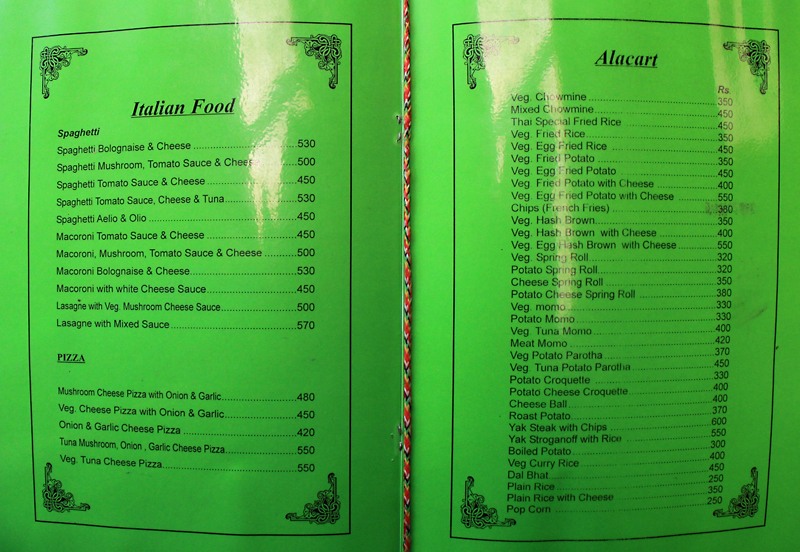 Italian Food
Spaghetti
Spaghetti Bolognaise & Cheese ............ 530
Spaghetti Mushroom, Tomato Sauce & Cheese ............ 500
Spaghetti Tomato Sauce & Cheese ............ 450
Spaghetti Tomato Sauce, Cheese & Tuna ............ 530
Spaghetti Aelio & Olio ............ 450
Macoroni Tomato Sauce & Cheese ............ 450
Macoroni, Mushroom, Tomato Sauce & Cheese ............ 500
Macoroni Bolognaise & Cheese ............ 530
Macoroni with white Cheese Sauce ............ 450
Lasagne with Veg. Mushroom Cheese Sauce ............ 500
Lasagne with Mixed Sauce ............ 570
PIZZA
Mushroom Cheese Pizza with Onion & Garlic ............ 480
Veg. Cheese Pizza with Onion & Garlic ............ 450
Onion & Garlic Cheese Pizza ............ 420
Tuna Mushroom, Onion , Garlic Cheese Pizza ............ 550
Veg. Tuna Cheese Pizza ............ 550
Alacart
Rs.
Veg. Chowmine ............ 350
Mixed Chowmine ............ 450
Thai Special Fried Rice ............ 450
Veg. Fried Rice ............ 350
Veg. Egg Fried Rice ............ 450
Veg. Fried Potato ............ 350
Veg. Egg Fried Potato ............ 450
Veg. Fried Potato with Cheese ............ 400
Veg. Egg Fried Potato with Cheese ............ 550
Chips (French Fries) ............ 380
Veg. Hash Brown ............ 350
Veg. Hash Brown with Cheese ............ 400
Veg. Egg Hash Brown with Cheese ............ 550
Veg. Spring Roll ............ 320
Potato Spring Roll ............ 320
Cheese Spring Roll ............ 350
Potato Cheese Spring Roll ............ 380
Veg. momo ............ 330
Potato Momo ............ 330
Veg. Tuna Momo ............ 400
Meat Momo ............ 420
Veg Potato Parotha ............ 370
Veg. Tuna Potato Parotha ............ 450
Potato Croquette ............ 330
Potato Cheese Croquette ............ 400
Cheese Ball ............ 400
Roast Potato ............ 370
Yak Steak with Chips ............ 600
Yak Stroganoff with Rice ............ 550
Boiled Potato ............ 300
Veg Curry Rice ............ 400
Dal Bhat ............ 450
Plain Rice ............ 250
Plain Rice with Cheese ............ 350
Pop Corn ............ 250